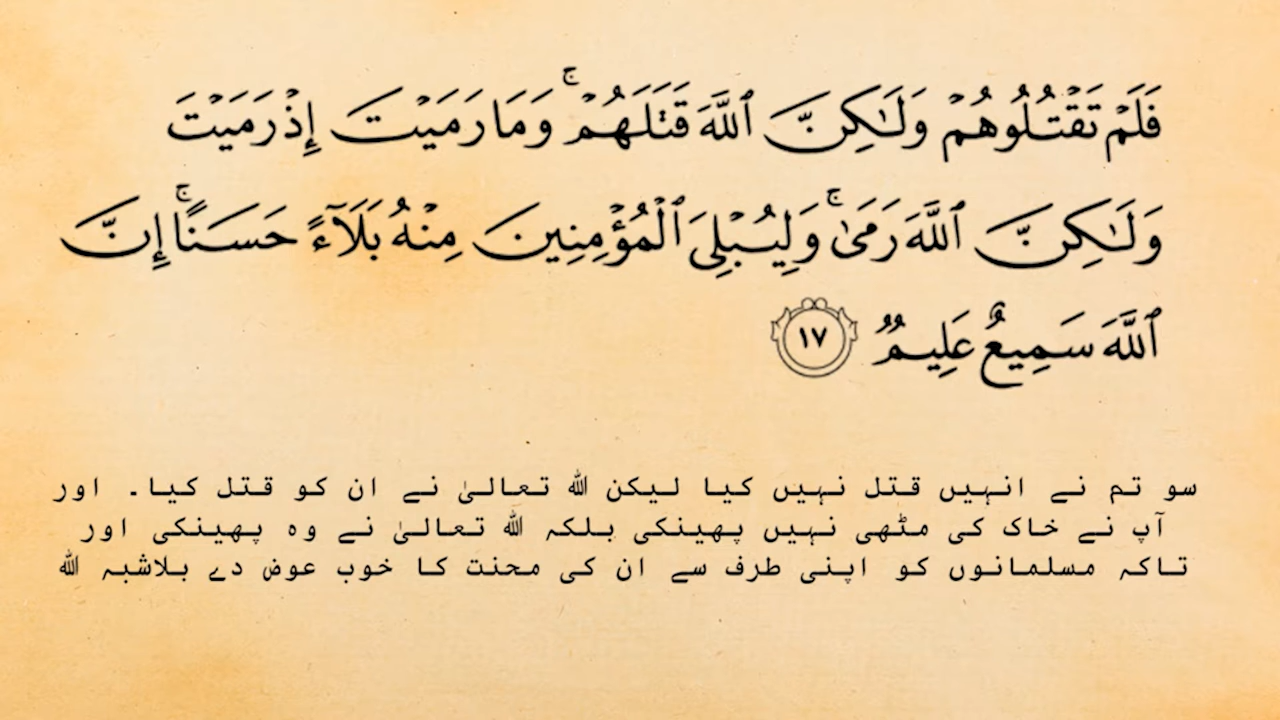 فَلَمْ تَقْتُلُوهُمْ وَلَٰكِنَّ ٱللَّهَ قَتَلَهُمْ ۚ وَمَا رَمَيْتَ إِذْ رَمَيْتَ
وَلَٰكِنَّ ٱللَّهَ رَمَىٰ ۚ وَلِيُبْلِىَ ٱلْمُؤْمِنِينَ مِنْهُ بَلَآءً حَسَنًا ۚ إِنَّ
ٱللَّهَ سَمِيعٌ عَلِيمٌ ١٧
سو تم نے انہیں قتل نہیں کیا لیکن اللہ تعالیٰ نے ان کو قتل کیا۔ اور
آپ نے خاک کی مٹھی نہیں پھینکی بلکہ اللہ تعالیٰ نے وہ پھینکی اور
تاکہ مسلمانوں کو اپنی طرف سے ان کی محنت کا خوب عوض دے بلاشبہ اللہ